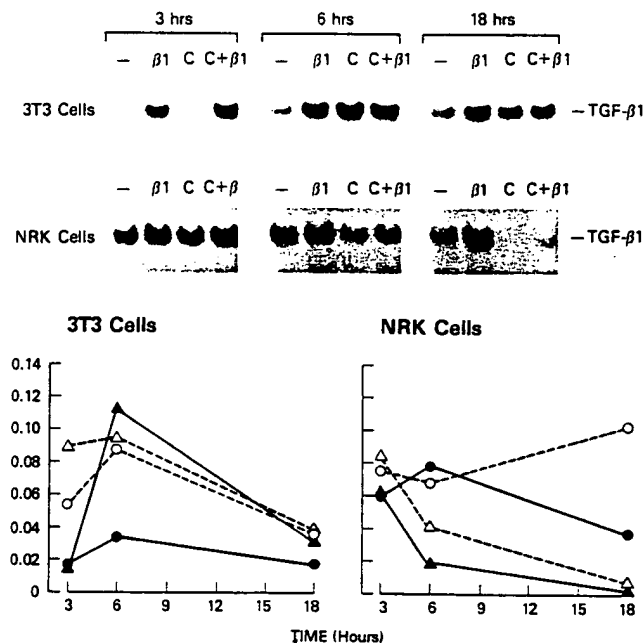 3 hrs 6 hrs 18 hrs
– β1 C C+β1 – β1 C C+β1 – β1 C C+β1
3T3 Cells – TGF-β1
– β1 C C+β – β1 C C+β1 – β1 C C+β1
NRK Cells – TGF-β1
3T3 Cells NRK Cells
0.14
0.12
0.10
0.08
0.06
0.04
0.02
0
3 6 9 12 15 18 3 6 9 12 15 18
TIME (Hours)